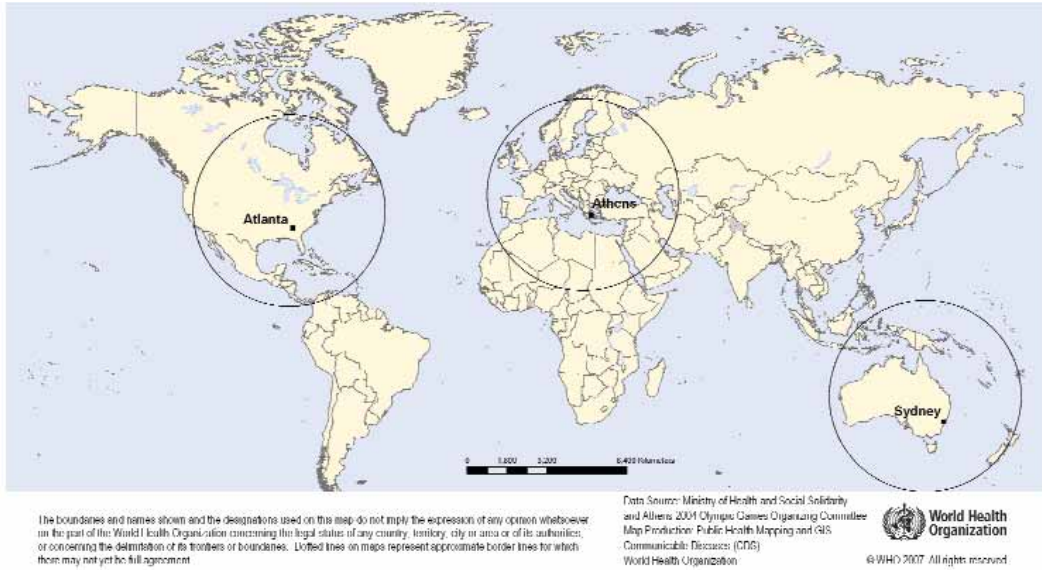 Atlanta
Athens
Sydney
0 1,600 3,200 6,400 Kilometers
The boundaries and names shown and the designations used on this map do not imply the expression of any opinion whatsoever
on the part of the World Health Organization concerning the legal status of any country, territory, city or area or of its authorities,
or concerning the delimitation of its frontiers or boundaries. Dotted lines on maps represent approximate border lines for which
there may not yet be full agreement.
Data Source: Ministry of Health and Social Solidarity
and Athens 2004 Olympic Games Organizing Committee
Map Production: Public Health Mapping and GIS
Communicable Diseases (CDS)
World Health Organization
World Health
Organization
© WHO 2007. All rights reserved